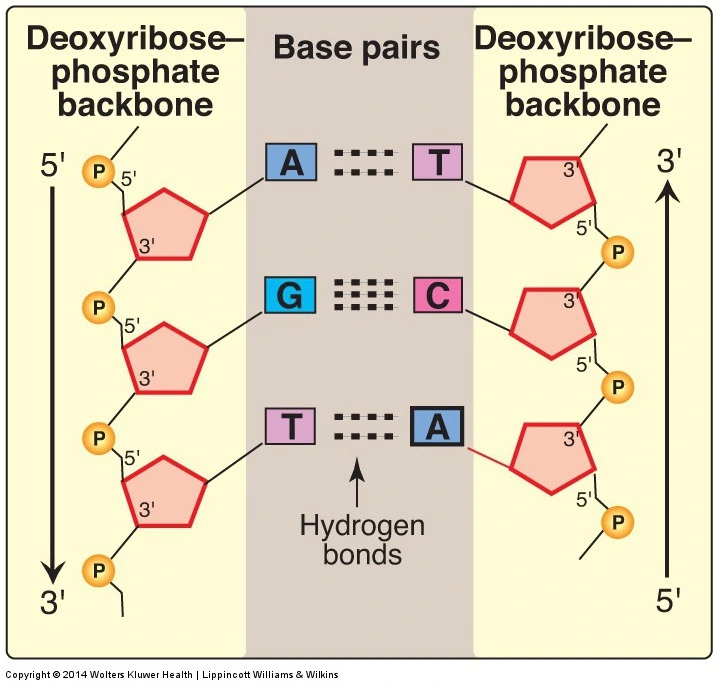 Deoxyribose–
phosphate
backbone
Base pairs
Deoxyribose–
phosphate
backbone
5'
P
5'
A
T
3'
3'
3'
5'
P
P
5'
G
C
3'
3'
5'
P
P
5'
T
A
3'
3'
5'
P
P
Hydrogen
bonds
3'
5'
Copyright © 2014 Wolters Kluwer Health | Lippincott Williams & Wilkins